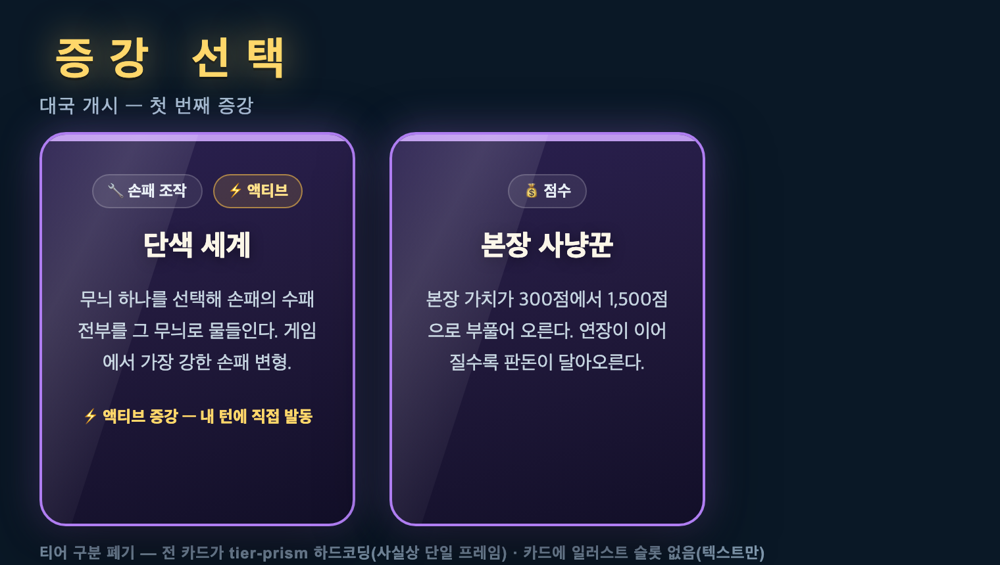 증강 선택
대국 개시 — 첫 번째 증강
손패 조작
액티브
단색 세계
무늬 하나를 선택해 손패의 수패
전부를 그 무늬로 물들인다. 게임
에서 가장 강한 손패 변형.
⚡ 액티브 증강 — 내 턴에 직접 발동
점수
본장 사냥꾼
본장 가치가 300점에서 1,500점
으로 부풀어 오른다. 연장이 이어
질수록 판돈이 달아오른다.
티어 구분 폐기 — 전 카드가 tier-prism 하드코딩(사실상 단일 프레임) · 카드에 일러스트 슬롯 없음(텍스트만)